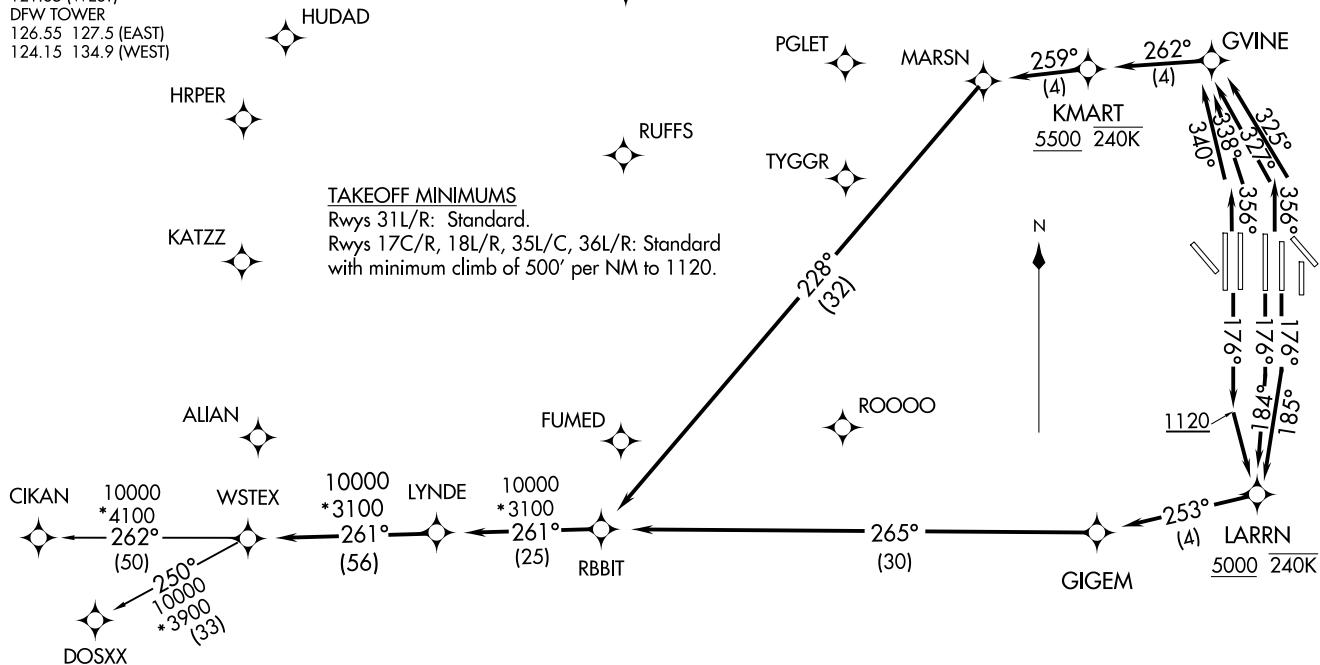 DFW TOWER
126.55 127.5 (EAST)
124.15 134.9 (WEST)
HUDAD
HRPER
KATZZ
RUFFS
PGLET
TYGGR
MARSN
259°
(4)
262°
(4)
GVINE
KMART
5500 240K
340°
338°
327°
325°
356°
356°
TAKEOFF MINIMUMS
Rwys 31L/R: Standard.
Rwys 17C/R, 18L/R, 35L/C, 36L/R: Standard
with minimum climb of 500' per NM to 1120.
N
228°
(32)
176°
176°
176°
1120
184°
185°
ALIAN
FUMED
ROOOO
CIKAN
10000
*4100
262°
(50)
WSTEX
10000
*3100
261°
(56)
LYNDE
10000
*3100
261°
(25)
RBBIT
265°
(30)
GIGEM
253°
(4)
LARRN
5000 240K
250°
10000
*3900
(33)
DOSXX